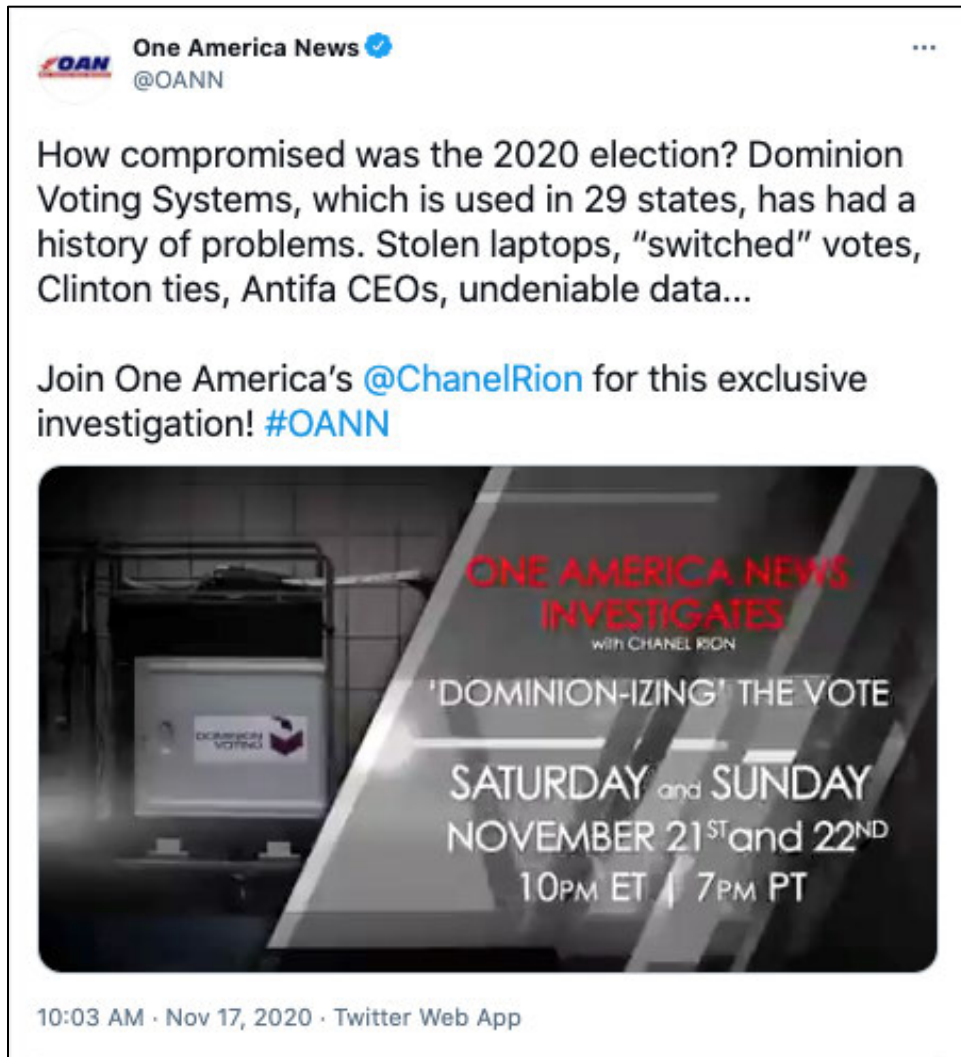 OAN
One America News
@OANN
How compromised was the 2020 election? Dominion
Voting Systems, which is used in 29 states, has had a
history of problems. Stolen laptops, “switched” votes,
Clinton ties, Antifa CEOs, undeniable data...
Join One America’s @ChanelRion for this exclusive
investigation! #OANN
ONE AMERICA NEWS
INVESTIGATES
with CHANEL RION
'DOMINION-IZING' THE VOTE
DOMINION
VOTING
SATURDAY and SUNDAY
NOVEMBER 21ST and 22ND
10PM ET | 7PM PT
10:03 AM · Nov 17, 2020 · Twitter Web App